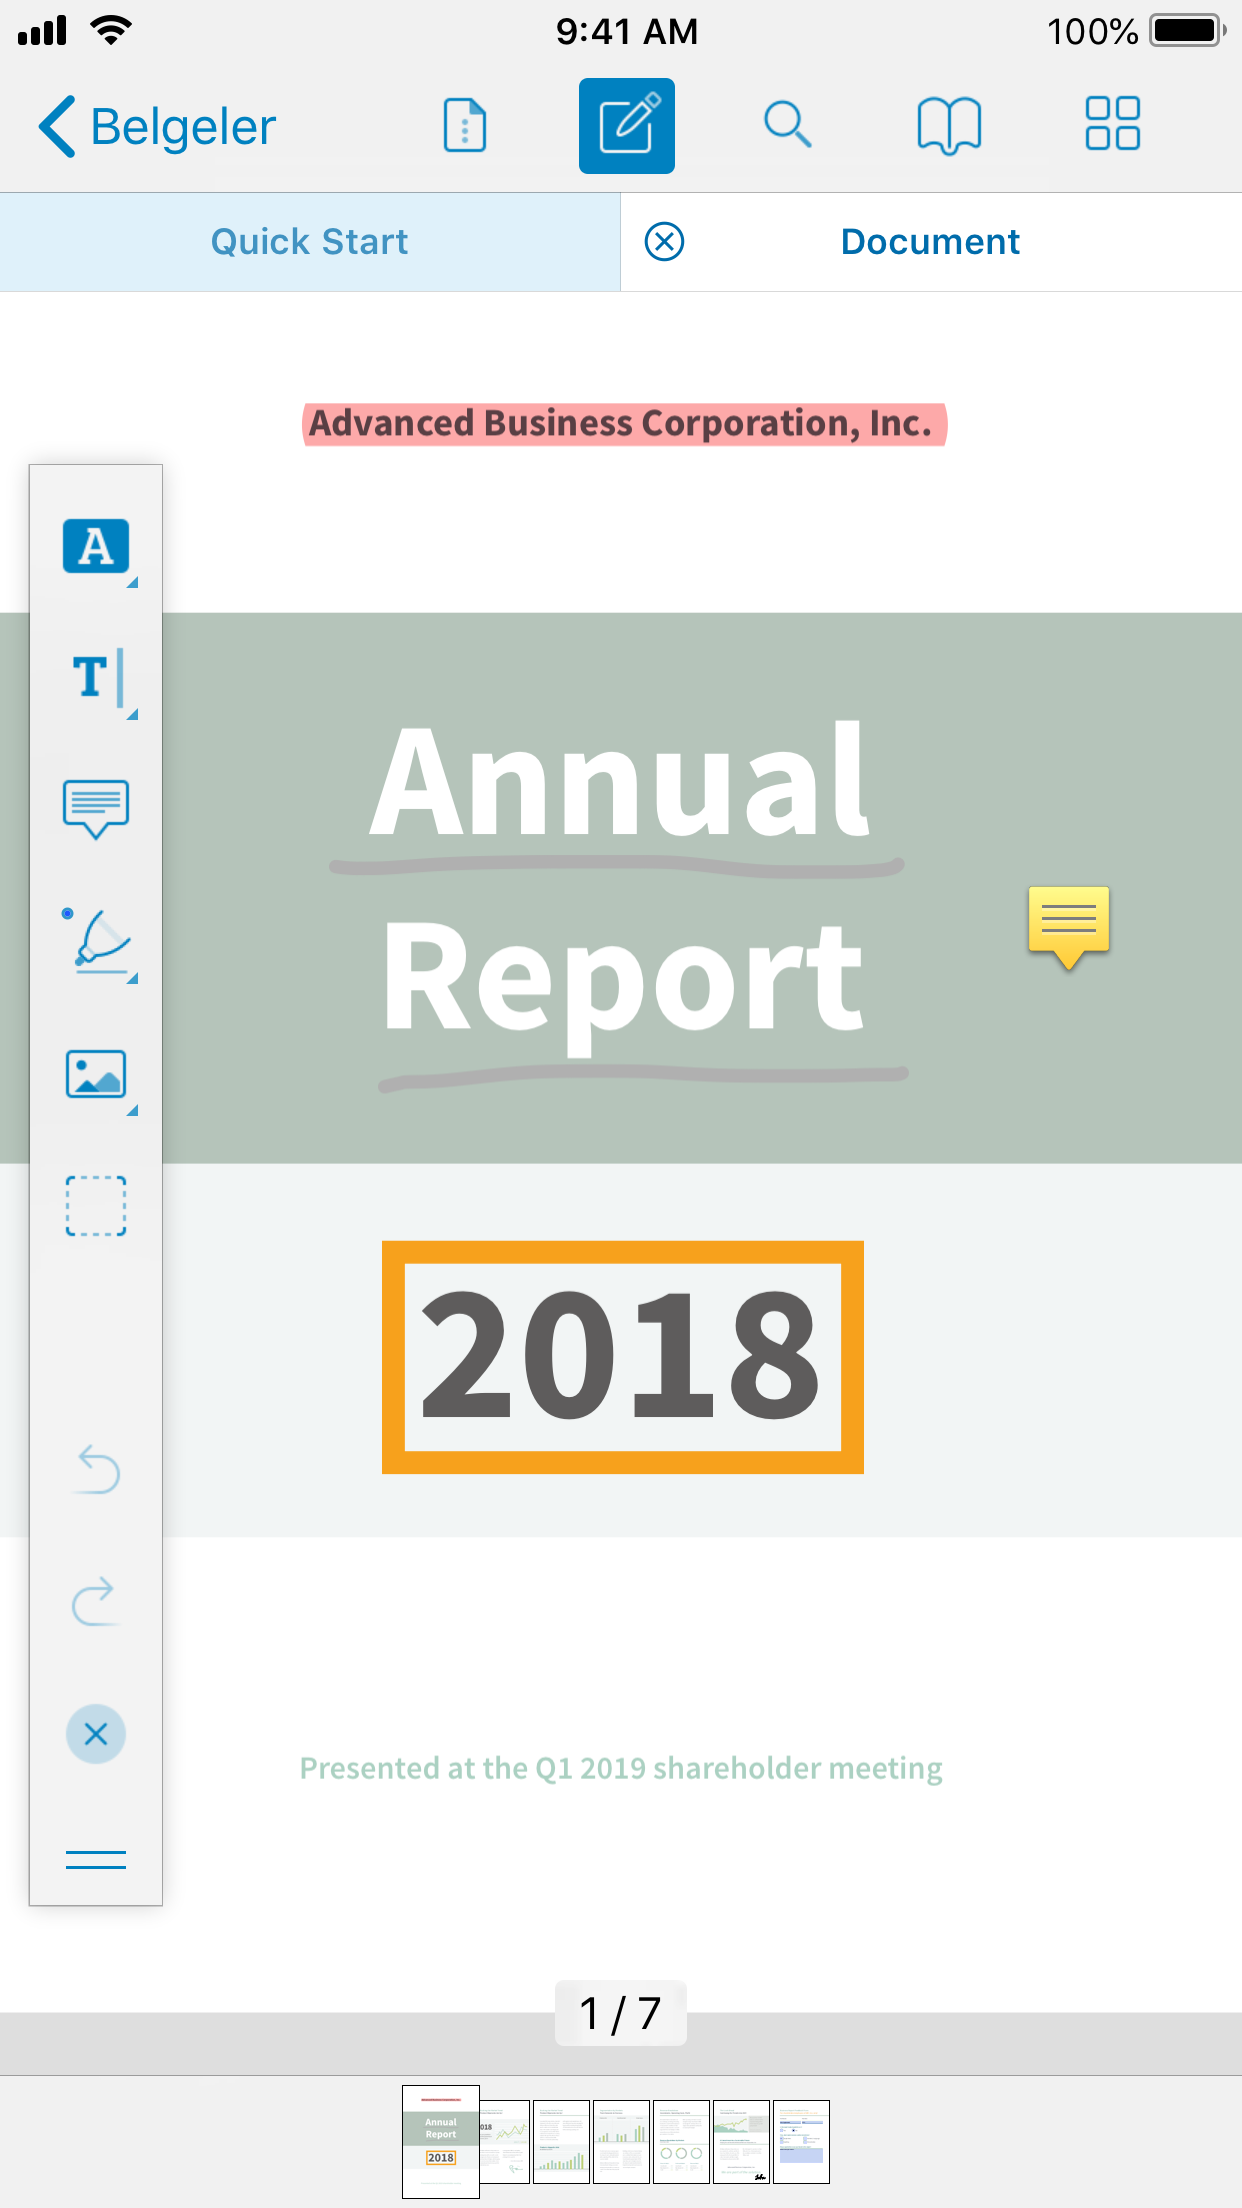 9:41 AM
100%
Belgeler
Quick Start
Document
Advanced Business Corporation, Inc.
A
T
Annual
Report
2018
Presented at the Q1 2019 shareholder meeting
1 / 7
Annual
Report
2018